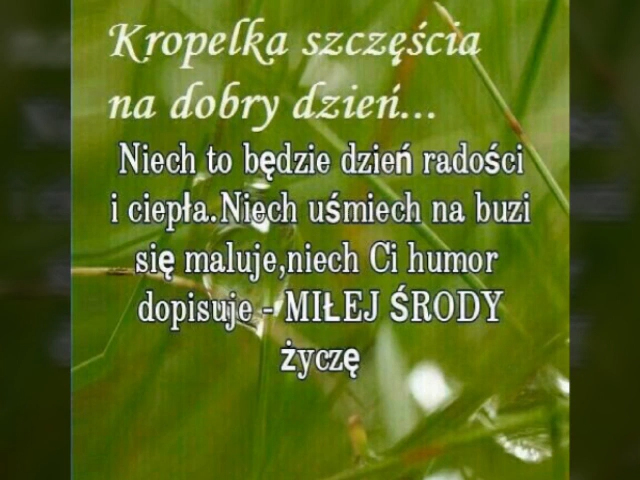 Kropelka szczęścia
na dobry dzień...
Niech to będzie dzień radości
i ciepła.Niech uśmiech na buzi
się maluje,niech Ci humor
dopisuje - MIŁEJ ŚRODY
życzę